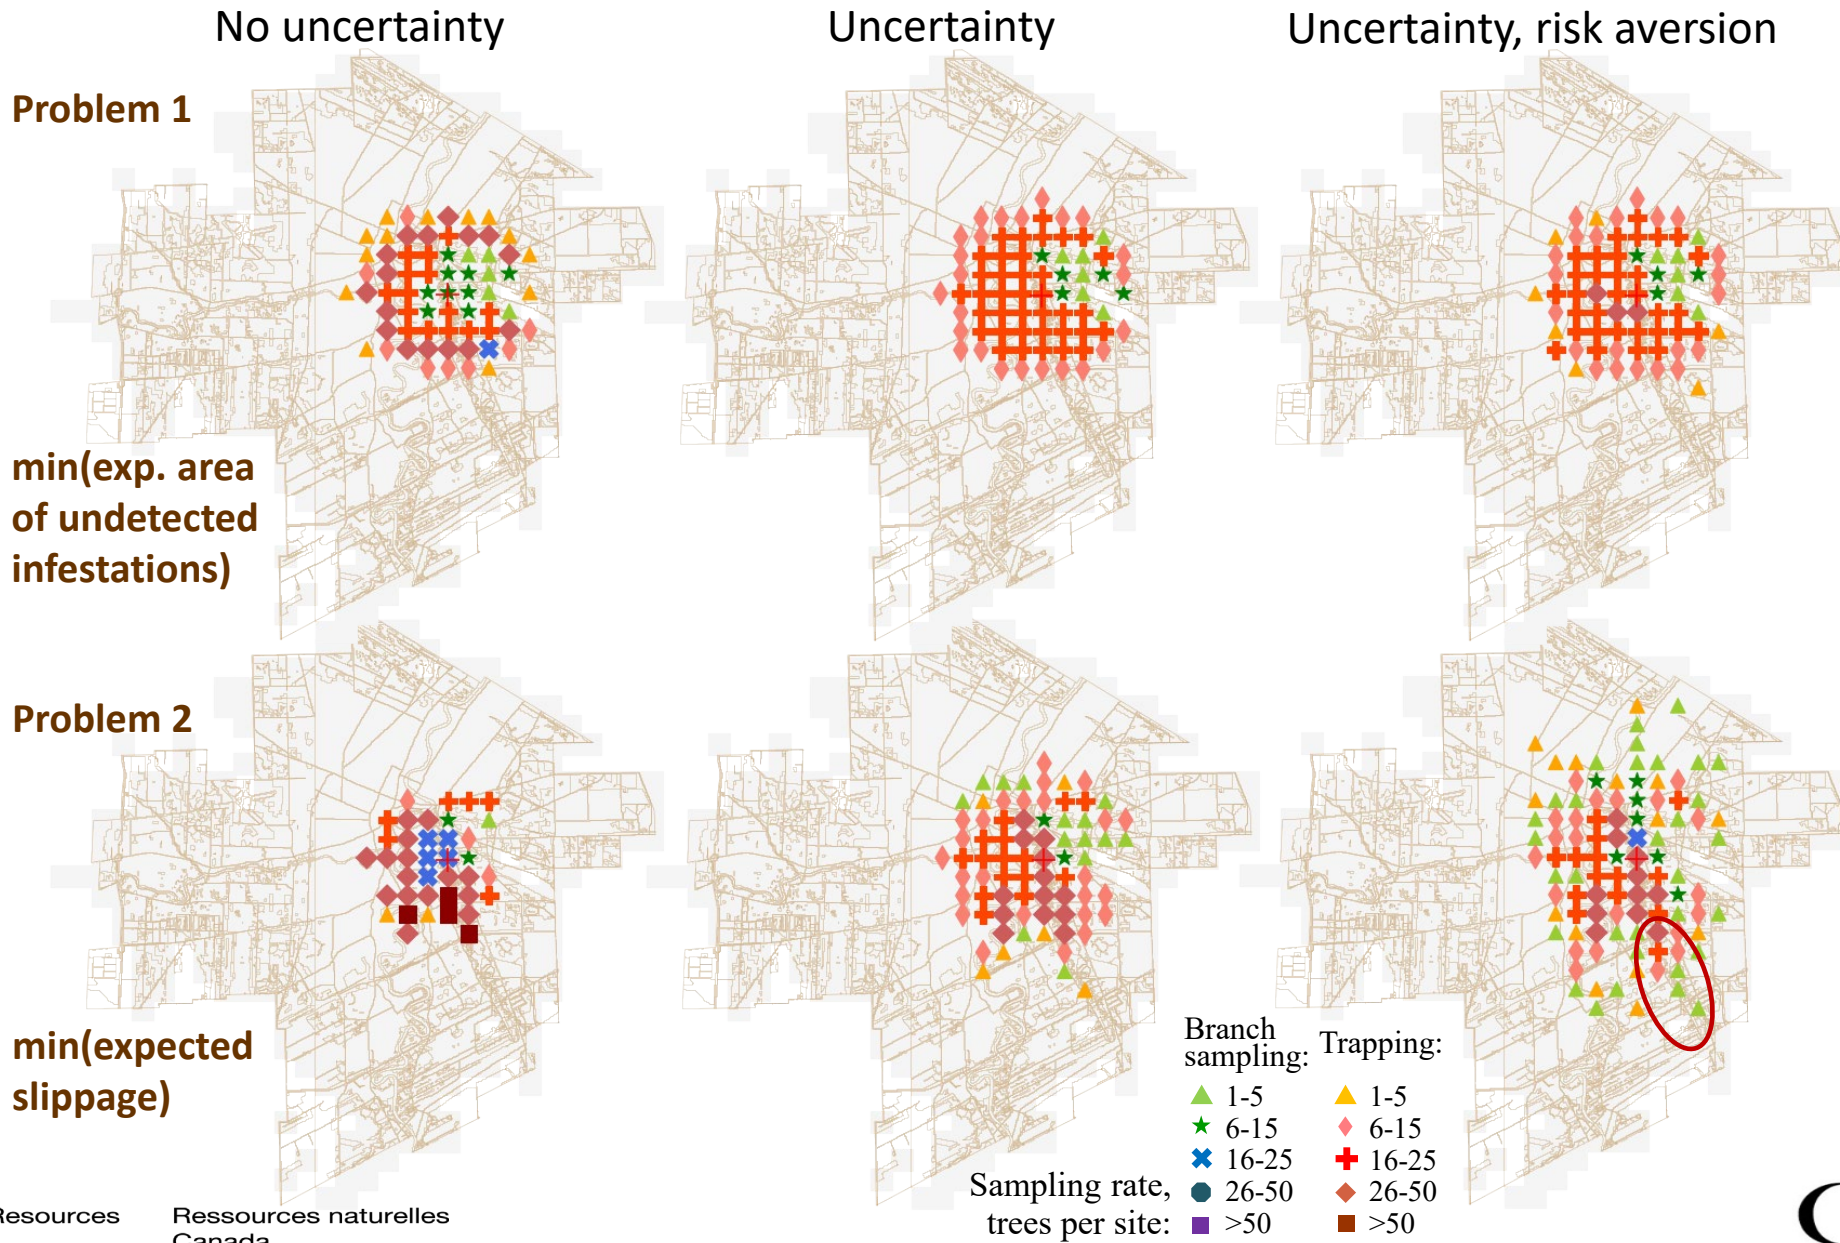 No uncertainty
Uncertainty
Uncertainty, risk aversion
Problem 1
min(exp. area
of undetected
infestations)
Problem 2
min(expected
slippage)
Branch
sampling:
Trapping:
1-5
1-5
6-15
6-15
16-25
16-25
Sampling rate,
trees per site:
26-50
26-50
>50
>50
Resources
Ressources naturelles
Canada